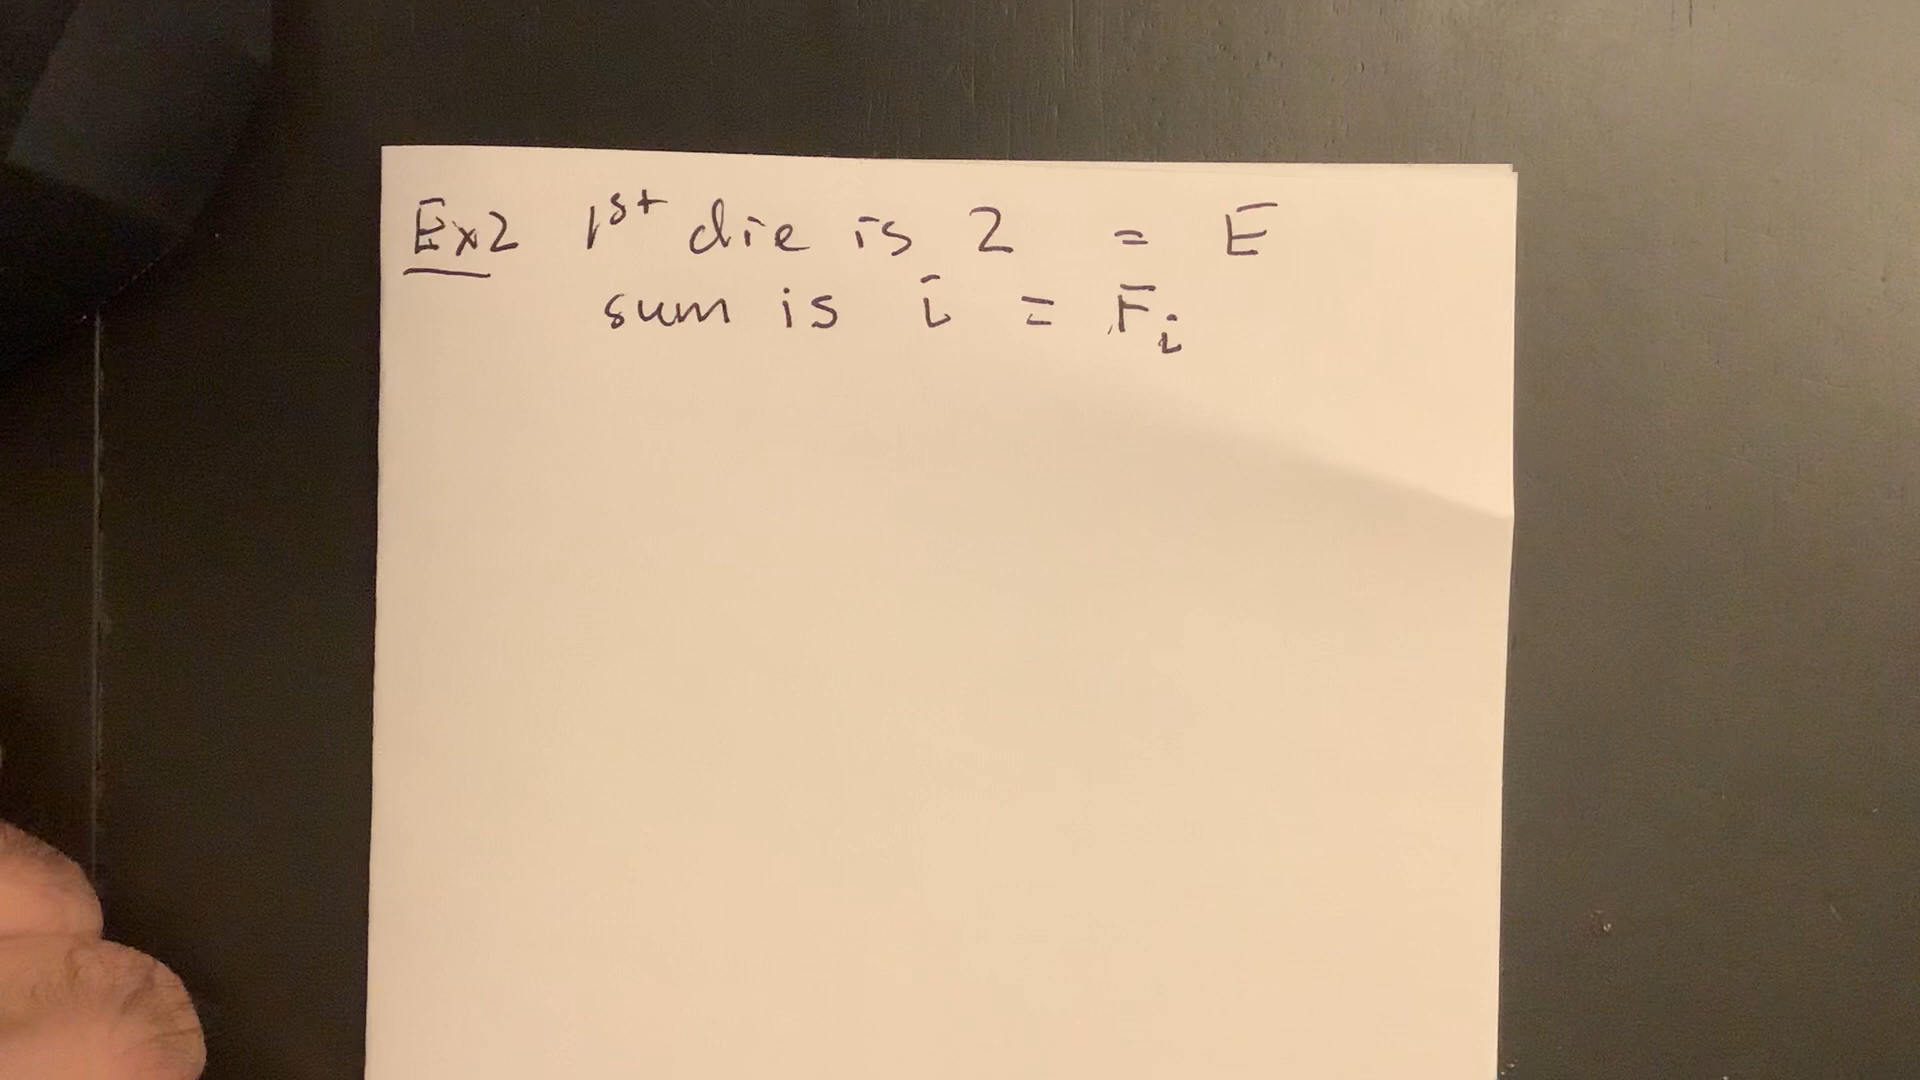 Ex2 1st die is 2 = E
sum is i = Fi